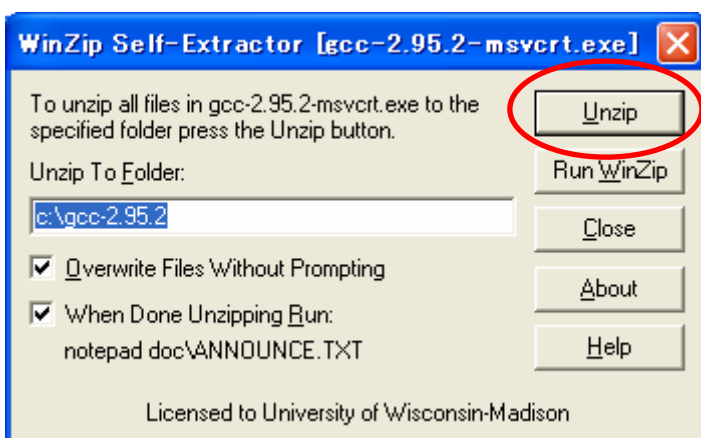 WinZip Self-Extractor [gcc-2.95.2-msvcrt.exe]
To unzip all files in gcc-2.95.2-msvcrt.exe to the
specified folder press the Unzip button.
Unzip To Folder:
c:\gcc-2.95.2
Overwrite Files Without Prompting
When Done Unzipping Run:
notepad doc\ANNOUNCE.TXT
Unzip
Run WinZip
Close
About
Help
Licensed to University of Wisconsin-Madison